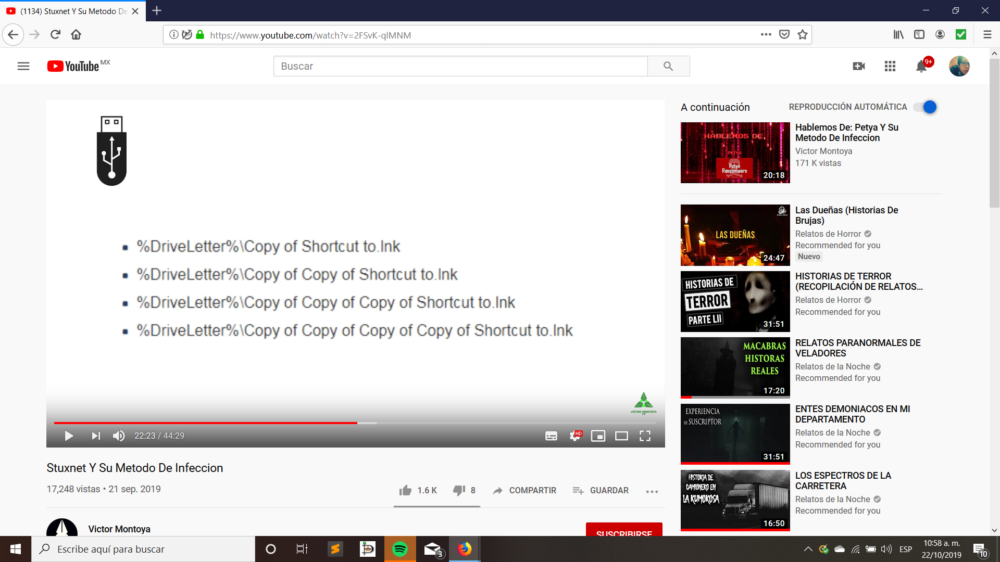 (1134) Stuxnet Y Su Metodo De
https://www.youtube.com/watch?v=2FSvK-qlMNM
YouTube MX
Buscar
9+
%DriveLetter%\Copy of Shortcut to.lnk
%DriveLetter%\Copy of Copy of Shortcut to.lnk
%DriveLetter%\Copy of Copy of Copy of Shortcut to.lnk
%DriveLetter%\Copy of Copy of Copy of Copy of Shortcut to.lnk
VICTOR MONTOYA
YT
22:23 / 44:29
HD
Stuxnet Y Su Metodo De Infeccion
17,248 vistas • 21 sep. 2019
1.6 K
8
COMPARTIR
GUARDAR
Victor Montoya
SUSCRIBIRSE
A continuación
REPRODUCCIÓN AUTOMÁTICA
HABLEMOS DE
PETYA
Petya
Ransomware
20:18
Hablemos De: Petya Y Su
Metodo De Infeccion
Victor Montoya
171 K vistas
LAS DUEÑAS
24:47
Las Dueñas (Historias De
Brujas)
Relatos de Horror
Recommended for you
Nuevo
HISTORIAS DE
TERROR
PARTE LII
31:51
HISTORIAS DE TERROR
(RECOPILACIÓN DE RELATOS...
Relatos de Horror
Recommended for you
MACABRAS
HISTORAS
REALES
17:20
RELATOS PARANORMALES DE
VELADORES
Relatos de la Noche
Recommended for you
EXPERIENCIA
DE SUSCRIPTOR
31:51
ENTES DEMONIACOS EN MI
DEPARTAMENTO
Relatos de la Noche
Recommended for you
HISTORIA DE
CAMIONERO EN
LA RUMOROSA
16:50
LOS ESPECTROS DE LA
CARRETERA
Relatos de la Noche
Recommended for you
Escribe aquí para buscar
3
ESP
10:58 a. m.
22/10/2019
10